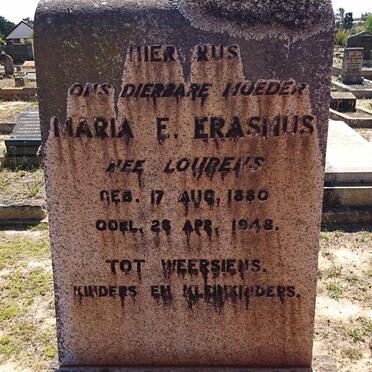 HIER RUS
ONS DIERBARE MOEDER
MARIA E. ERASMUS
NEE LOURENS
GEB. 17 AUG, 1880
OORL, 28 APR, 1948.
TOT WEERSIENS.
KINDERS EN KLEINKINDERS.